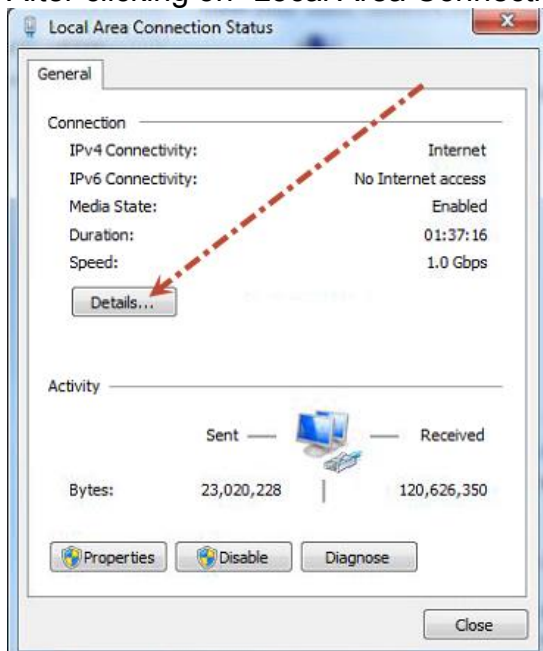 After clicking on "Local Area Connecti
Local Area Connection Status
General
Connection
IPv4 Connectivity: Internet
IPv6 Connectivity: No Internet access
Media State: Enabled
Duration: 01:37:16
Speed: 1.0 Gbps
Details...
Activity
Sent Received
Bytes: 23,020,228 120,626,350
Properties Disable Diagnose
Close